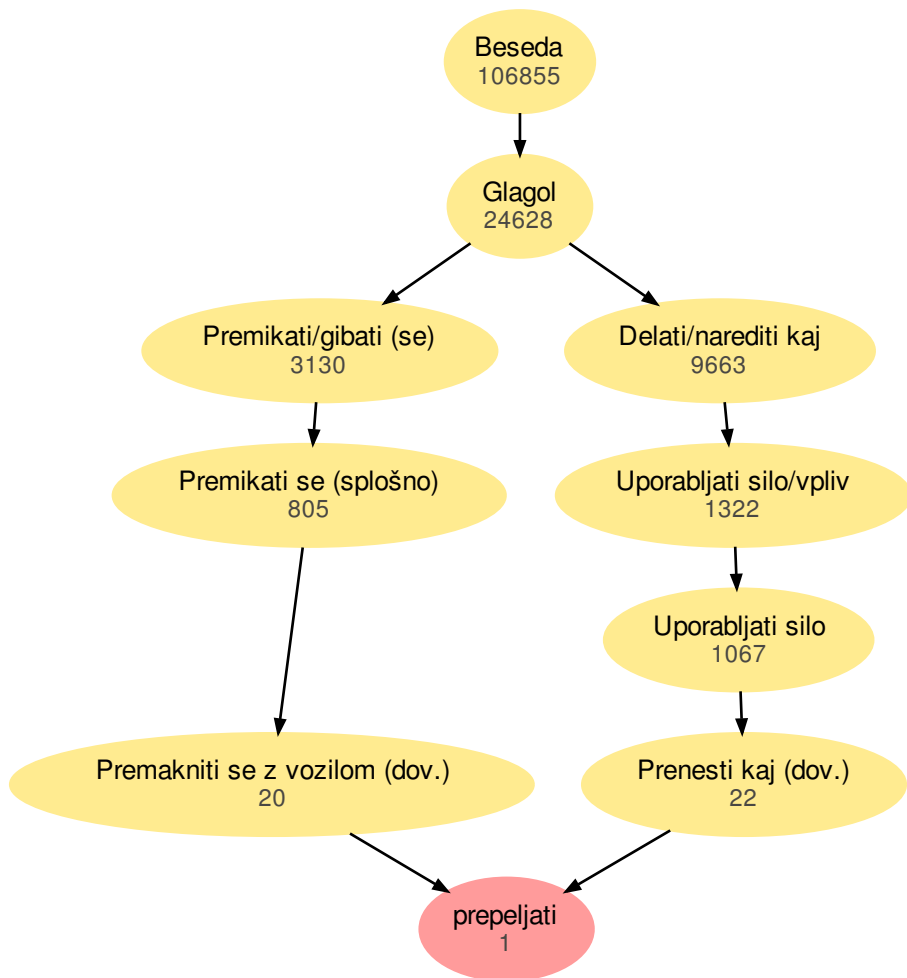 Beseda
106855
Glagol
24628
Premikati/gibati (se)
3130
Delati/narediti kaj
9663
Premikati se (splošno)
805
Uporabljati silo/vpliv
1322
Uporabljati silo
1067
Premakniti se z vozilom (dov.)
20
Prenesti kaj (dov.)
22
prepeljati
1